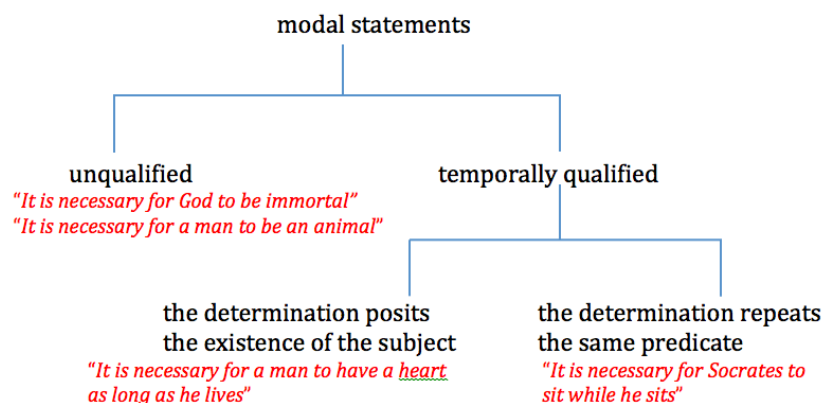 modal statements
unqualified
“It is necessary for God to be immortal”
“It is necessary for a man to be an animal”
temporally qualified
the determination posits
the existence of the subject
“It is necessary for a man to have a heart
as long as he lives”
the determination repeats
the same predicate
“It is necessary for Socrates to
sit while he sits”